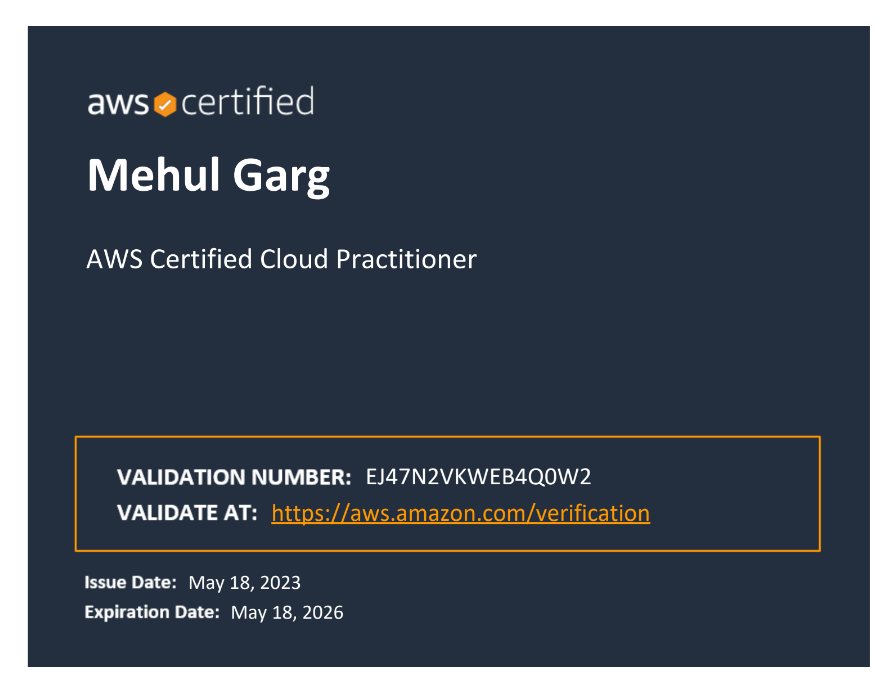 aws certified
Mehul Garg
AWS Certified Cloud Practitioner
VALIDATION NUMBER: EJ47N2VKWEB4Q0W2
VALIDATE AT: https://aws.amazon.com/verification
Issue Date: May 18, 2023
Expiration Date: May 18, 2026